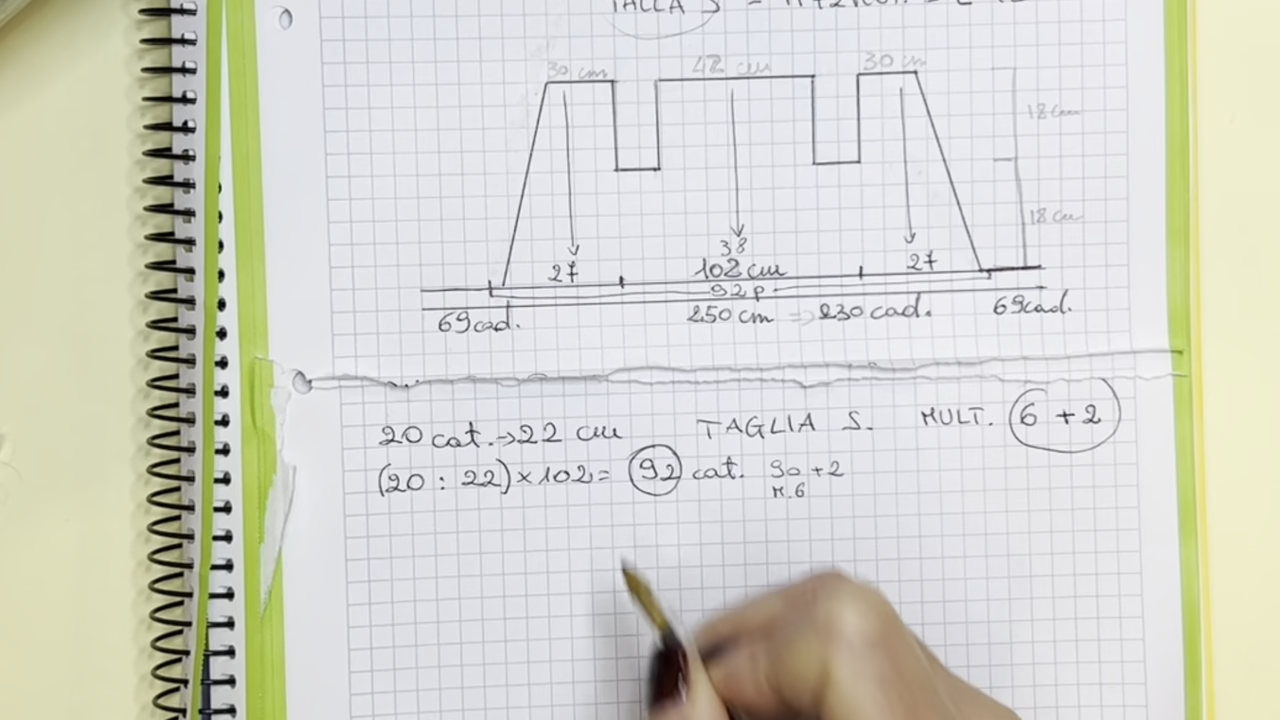 TALLA S
30 cm 42 cm 30 cm
18 cm
18 cm
38
27 102 cm 27
92 p
69 cad. 250 cm → 230 cad. 69 cad.
20 cat. → 22 cm TAGLIA S. MULT. 6 + 2
(20 : 22) × 102 = 92 cat. 90 + 2
M.6